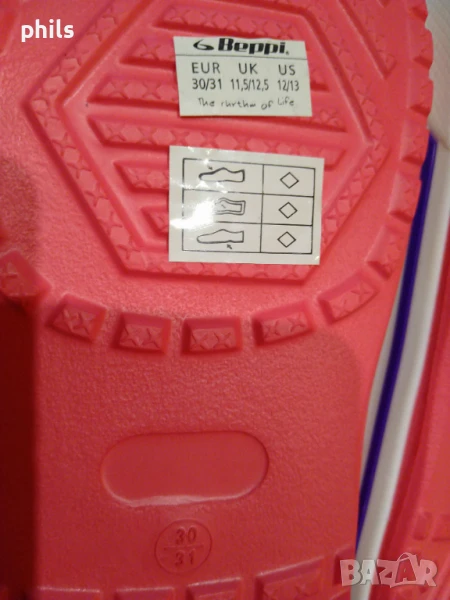 phils
Beppi®
EUR UK US
30/31 11,5/12,5 12/13
The rhythm of life
30
31
BAZAR